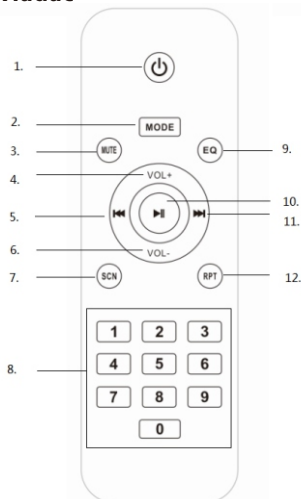 1.
2. MODE
3. MUTE EQ 9.
4. VOL+
10.
5. 11.
6. VOL-
7. SCN RPT 12.
1 2 3
8. 4 5 6
7 8 9
0